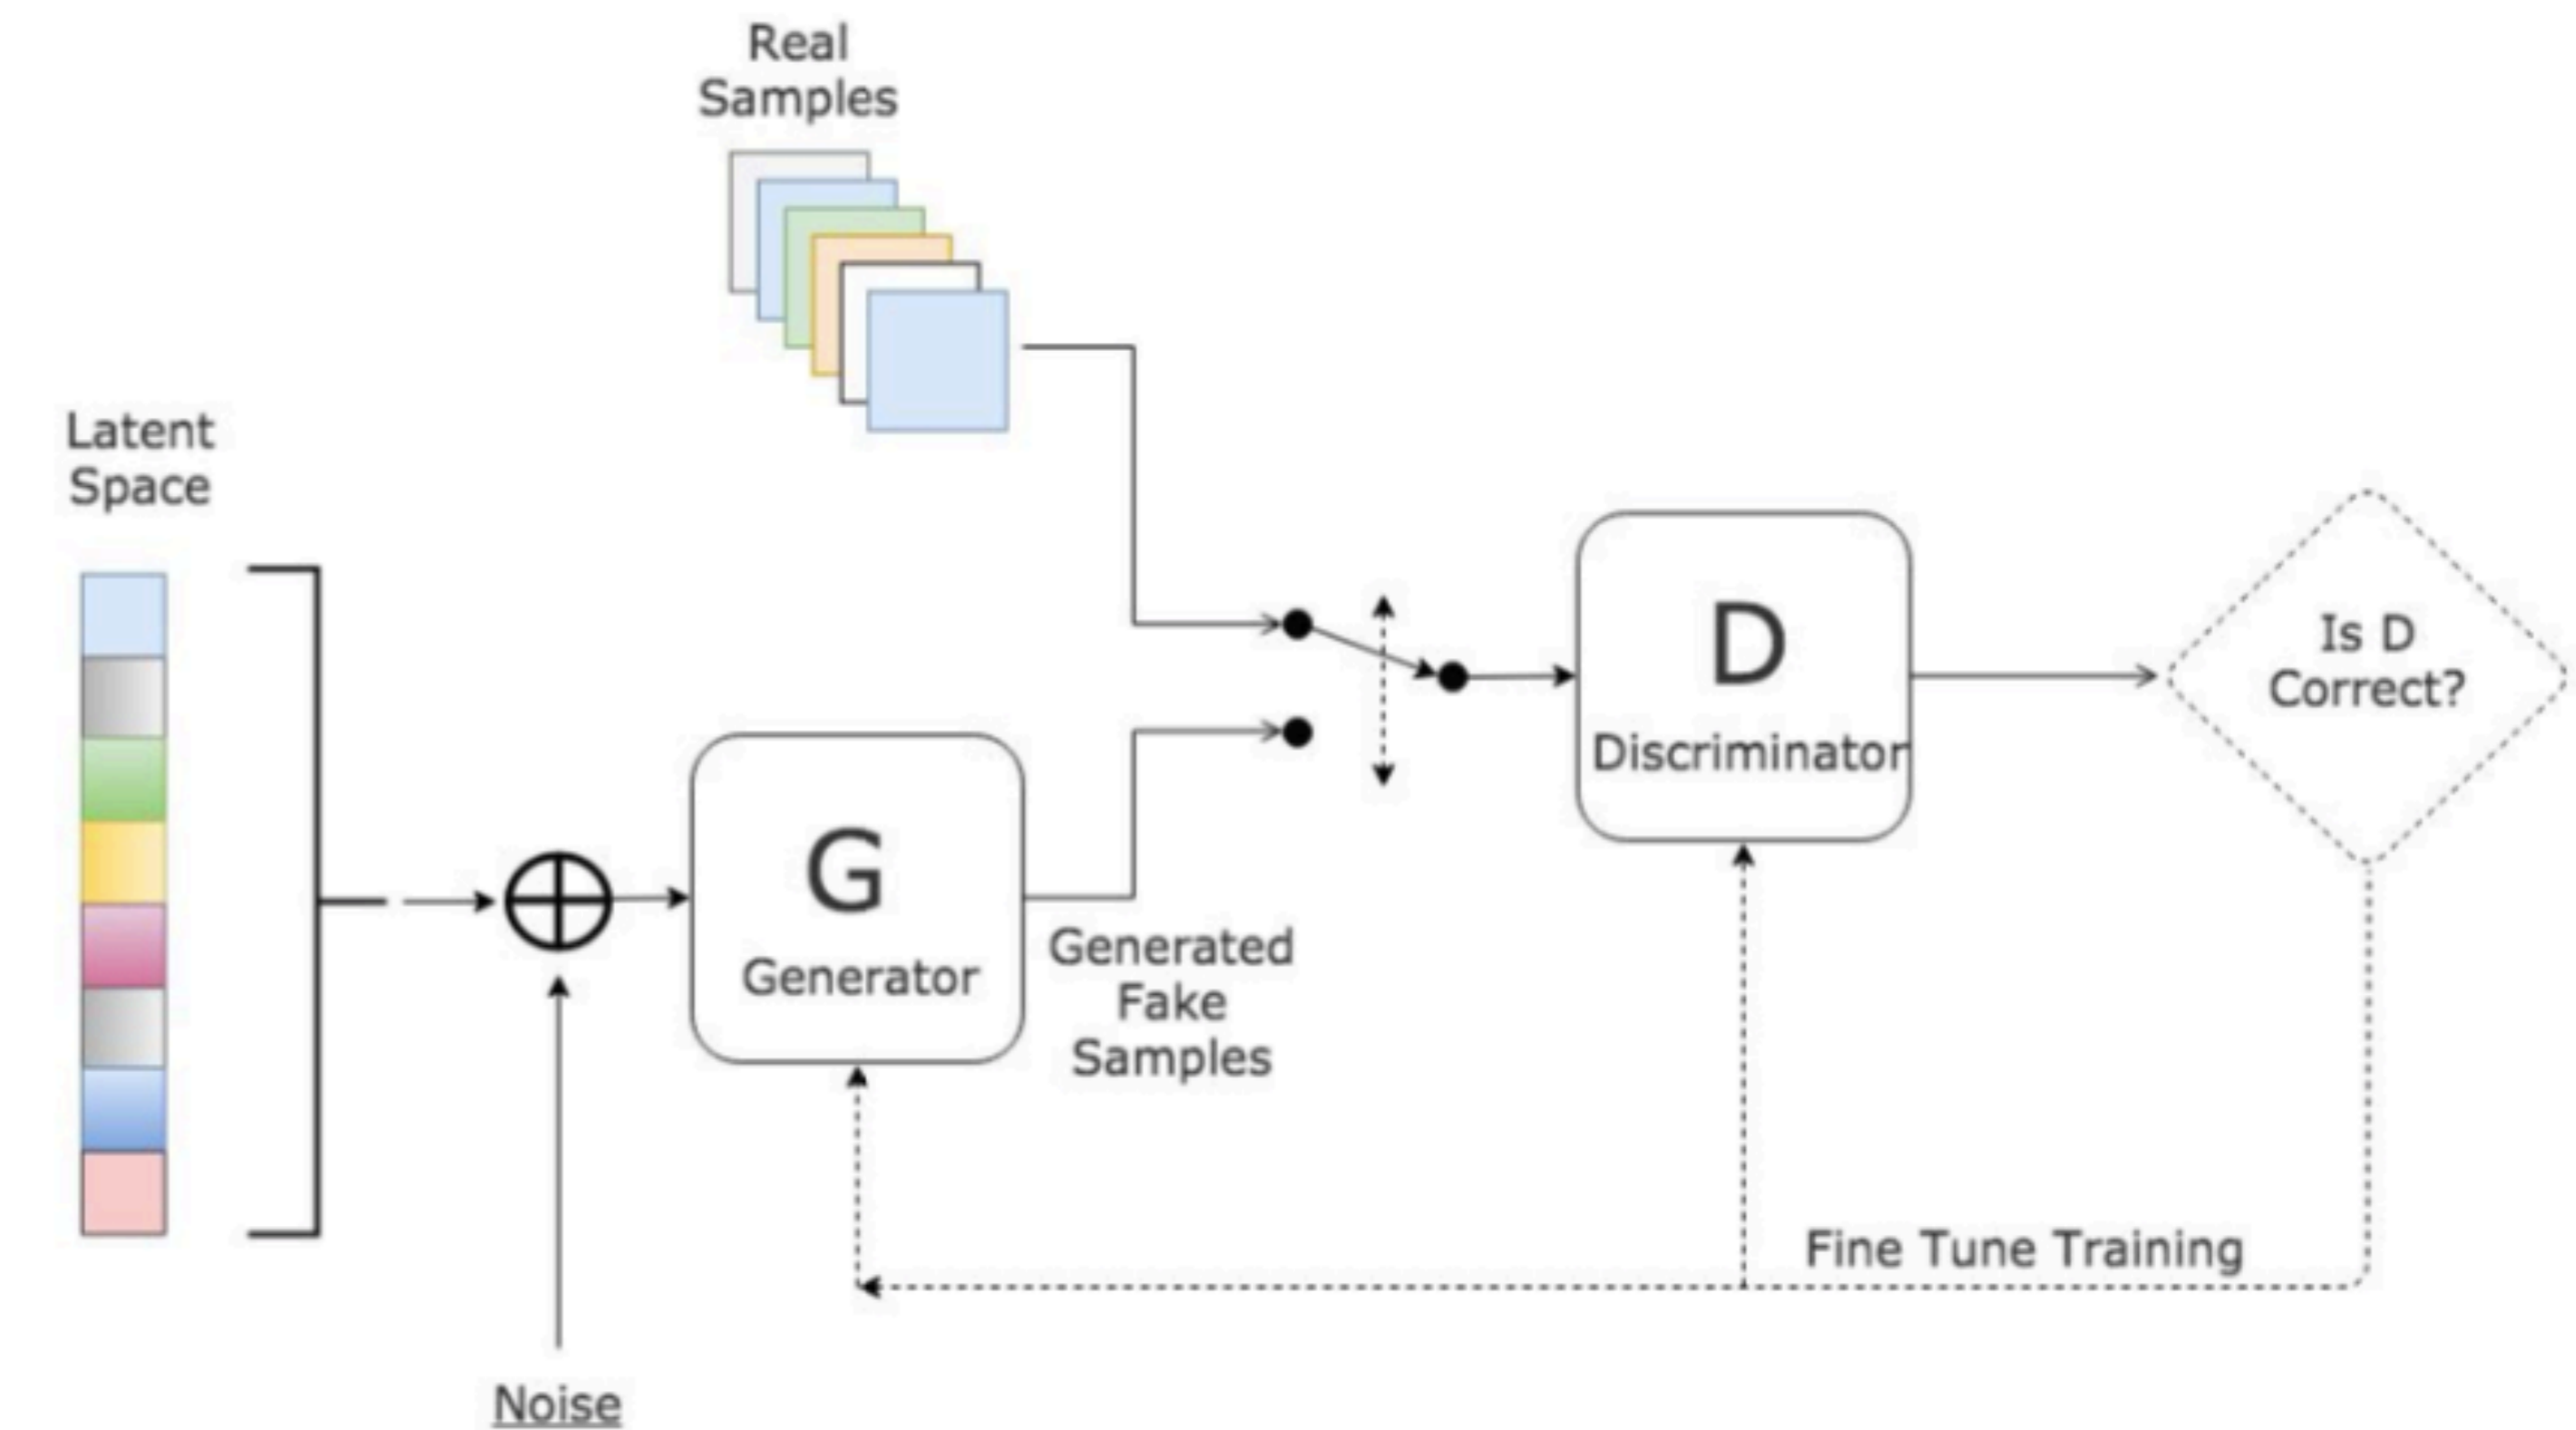 Real
Samples
Latent
Space
Is D
Correct?
D
Discriminator
G
Generator
Generated
Fake
Samples
Fine Tune Training
Noise